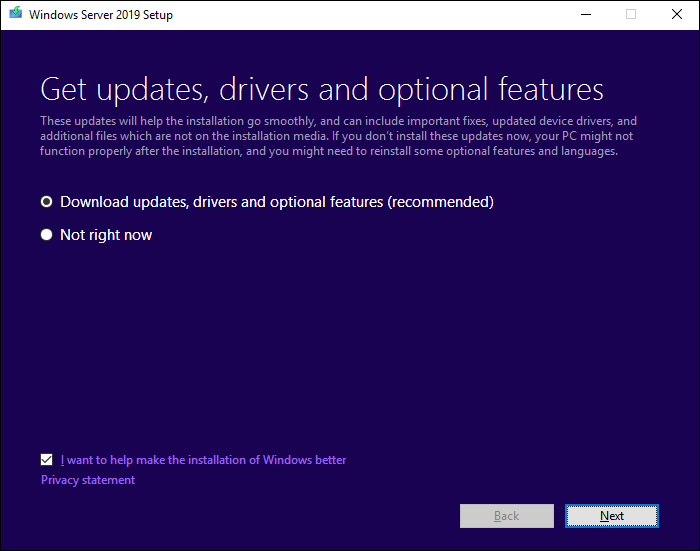 Windows Server 2019 Setup
Get updates, drivers and optional features
These updates will help the installation go smoothly, and can include important fixes, updated device drivers, and
additional files which are not on the installation media. If you don't install these updates now, your PC might not
function properly after the installation, and you might need to reinstall some optional features and languages.
Download updates, drivers and optional features (recommended)
Not right now
I want to help make the installation of Windows better
Privacy statement
Back
Next